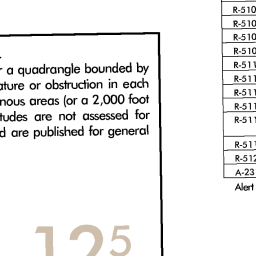 r a quadrangle bounded by
ature or obstruction in each
nous areas (or a 2,000 foot
tudes are not assessed for
d are published for general
12⁵
R-510
R-510
R-510
R-510
R-511
R-511
R-511
R-511
R-511
R-511
R-512
A-23
Alert